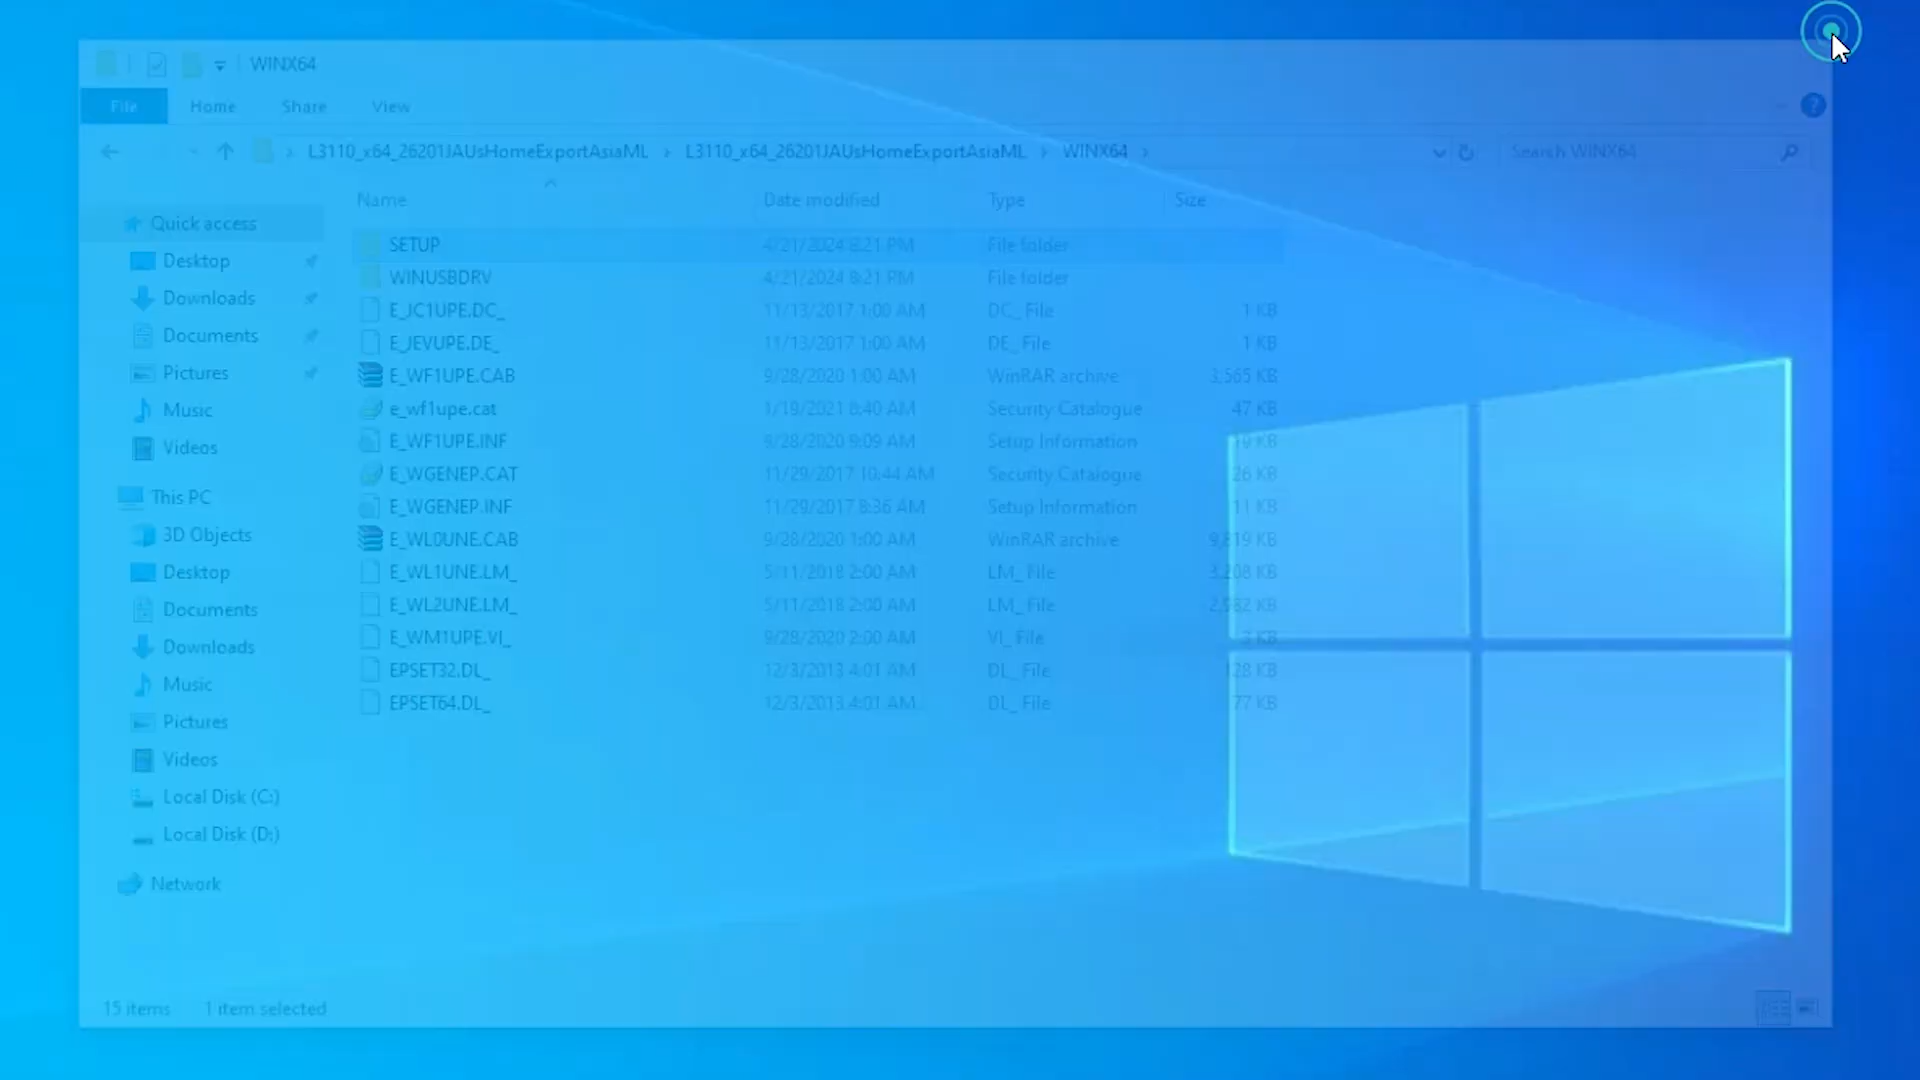 WINX64
File Home Share View
L3110_x64_26201JAUsHomeExportAsiaML > L3110_x64_26201JAUsHomeExportAsiaML > WINX64 > Search WINX64
Name Date modified Type Size
Quick access
Desktop
Downloads
Documents
Pictures
Music
Videos
This PC
3D Objects
Desktop
Documents
Downloads
Music
Pictures
Videos
Local Disk (C:)
Local Disk (D:)
Network
SETUP 4/21/2024 8:21 PM File folder
WINUSBDRV 4/21/2024 8:21 PM File folder
E_JC1UPE.DC_ 11/13/2017 1:00 AM DC_ File 1 KB
E_JEVUPE.DE_ 11/13/2017 1:00 AM DE_ File 1 KB
E_WF1UPE.CAB 9/28/2020 1:00 AM WinRAR archive 3,565 KB
e_wf1upe.cat 1/19/2021 8:40 AM Security Catalogue 47 KB
E_WF1UPE.INF 9:09 AM Setup Information KB
E_WGENEP.CAT 11/29/2017 10:44 AM Security Catalogue 26 KB
E_WGENEP.INF 11/29/2017 8:36 AM Setup Information 11 KB
E_WL0UNE.CAB 9/28/2020 1:00 AM WinRAR archive 9,819 KB
E_WL1UNE.LM_ 5/11/2018 2:00 AM LM_ File 3,208 KB
E_WL2UNE.LM_ 5/11/2018 2:00 AM LM_ File 2,982 KB
E_WM1UPE.VI_ 9/28/2020 2:00 AM VI_ File 3 KB
EPSET32.DL_ 12/3/2013 4:01 AM DL_ File 128 KB
EPSET64.DL_ 12/3/2013 4:01 AM DL_ File 77 KB
15 items 1 item selected